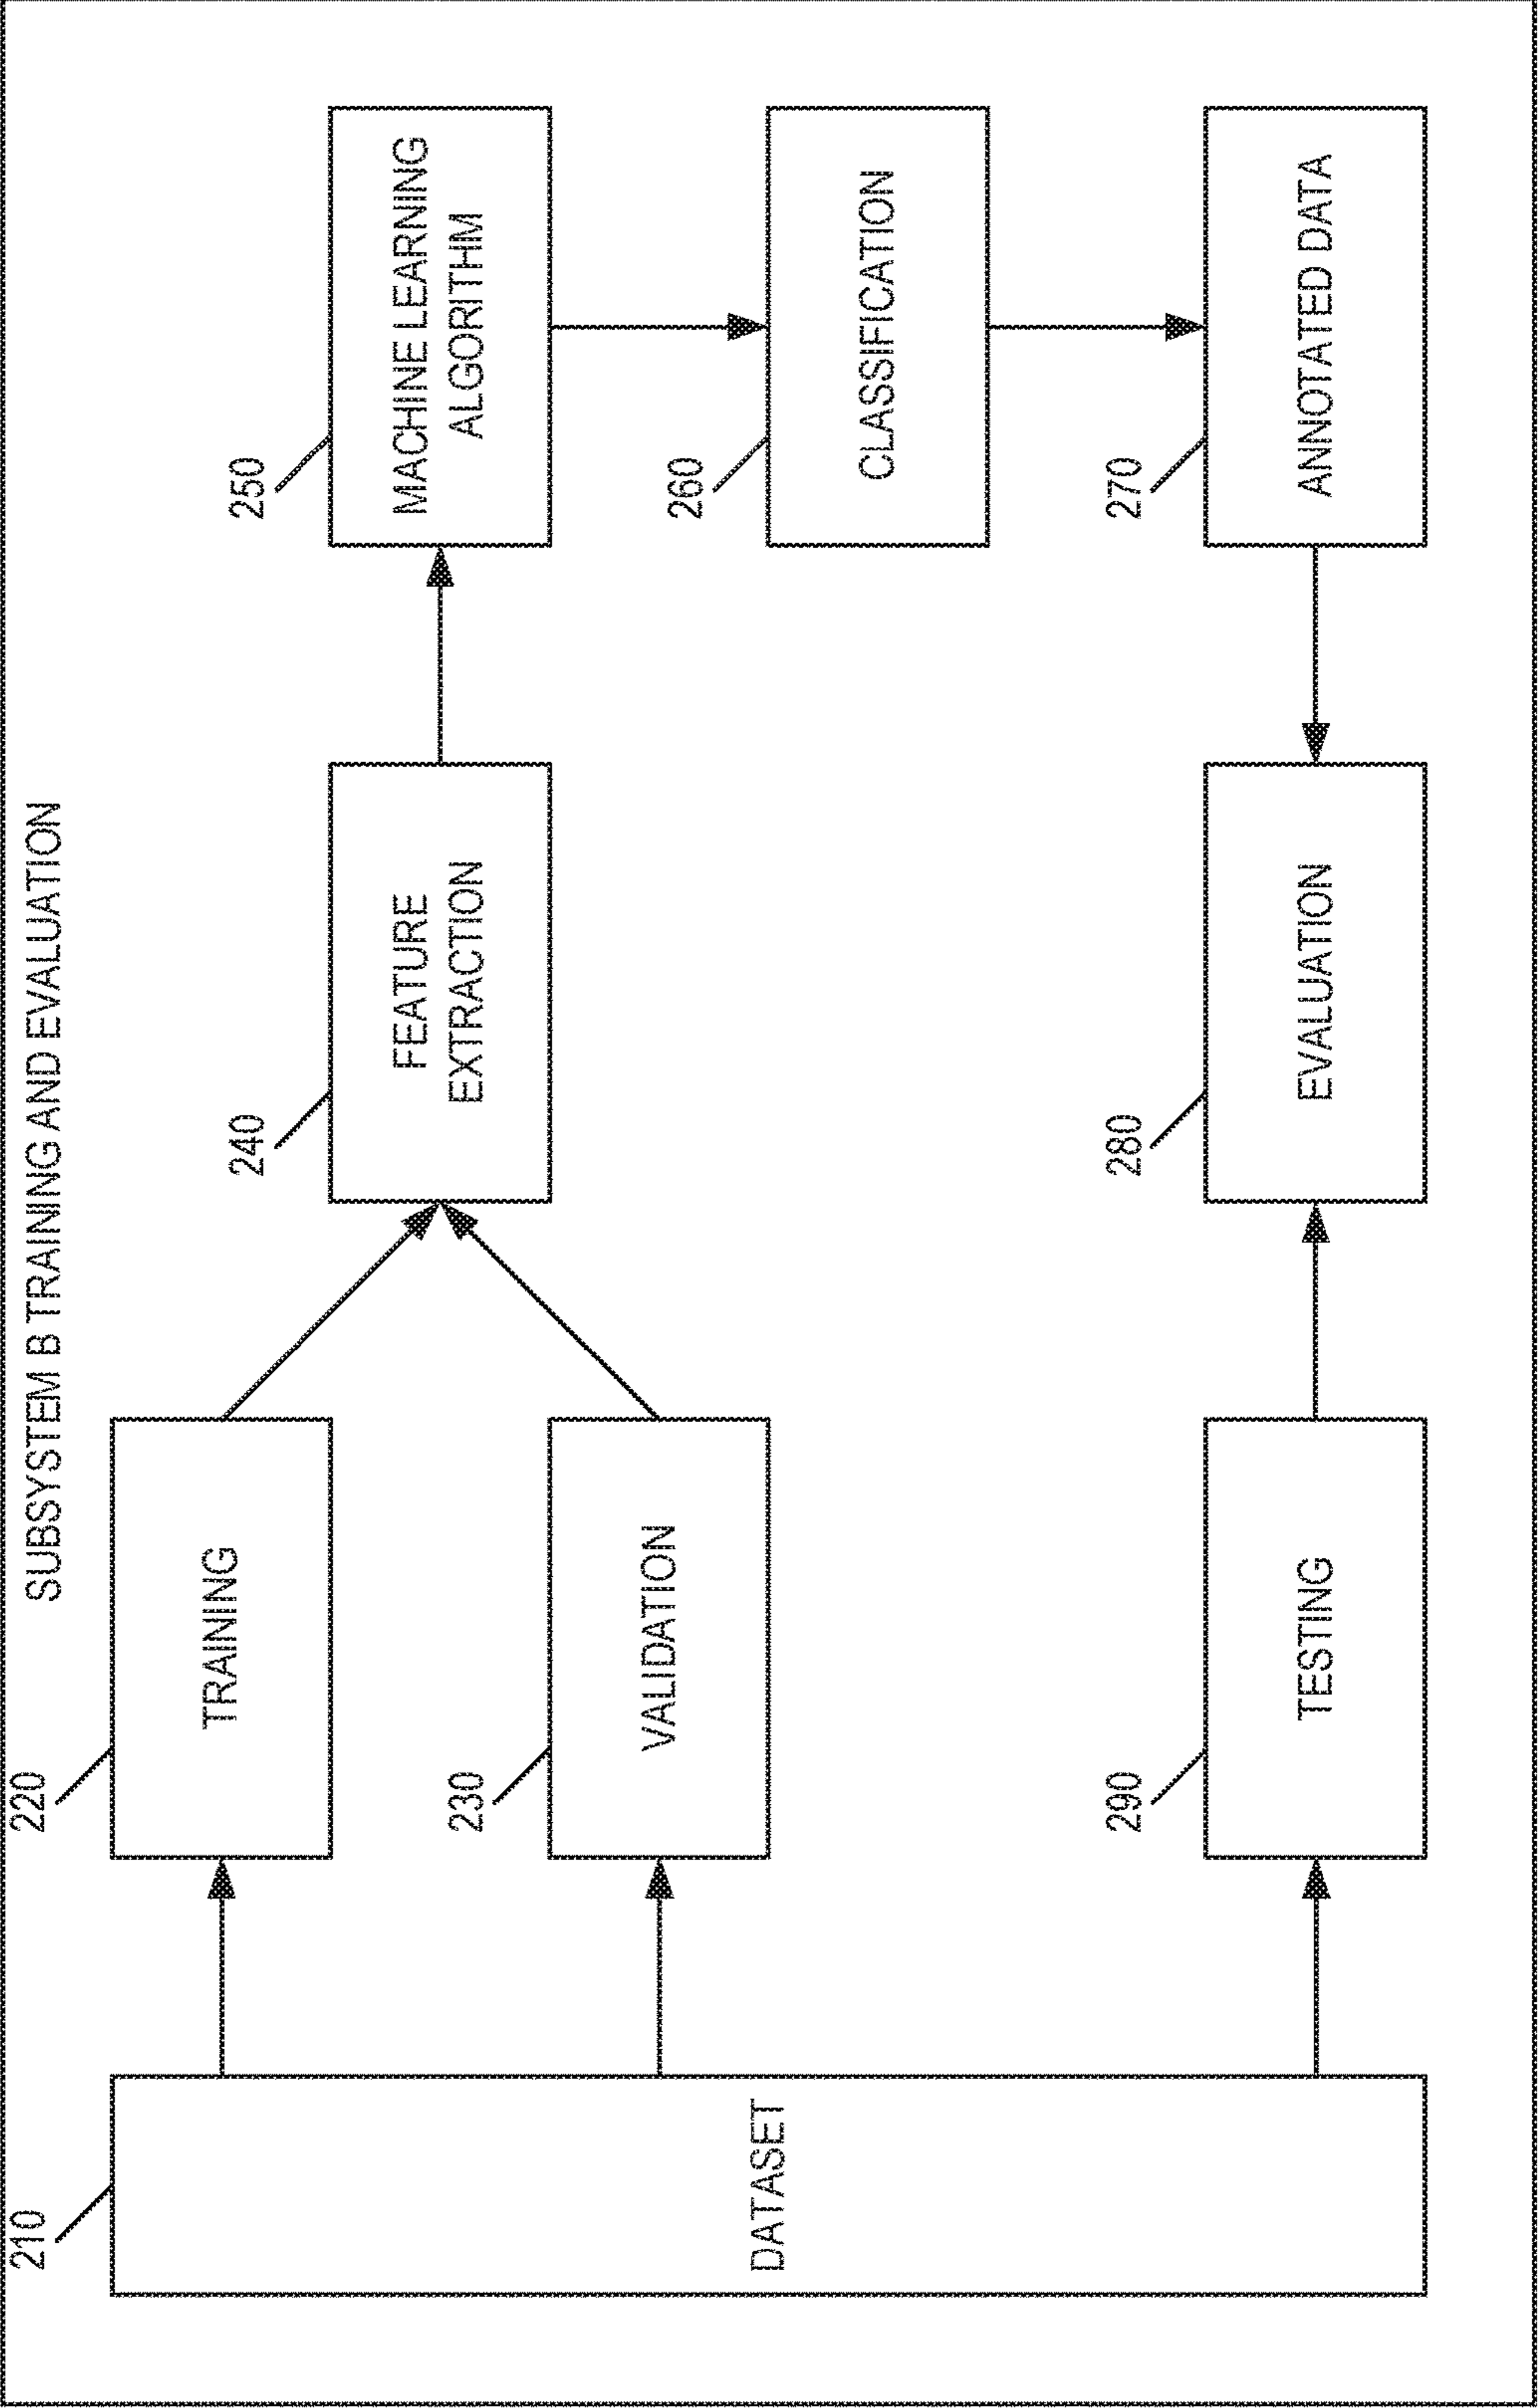 SUBSYSTEM B TRAINING AND EVALUATION
210
DATASET
220
TRAINING
230
VALIDATION
240
FEATURE
EXTRACTION
250
MACHINE LEARNING
ALGORITHM
260
CLASSIFICATION
270
ANNOTATED DATA
280
EVALUATION
290
TESTING